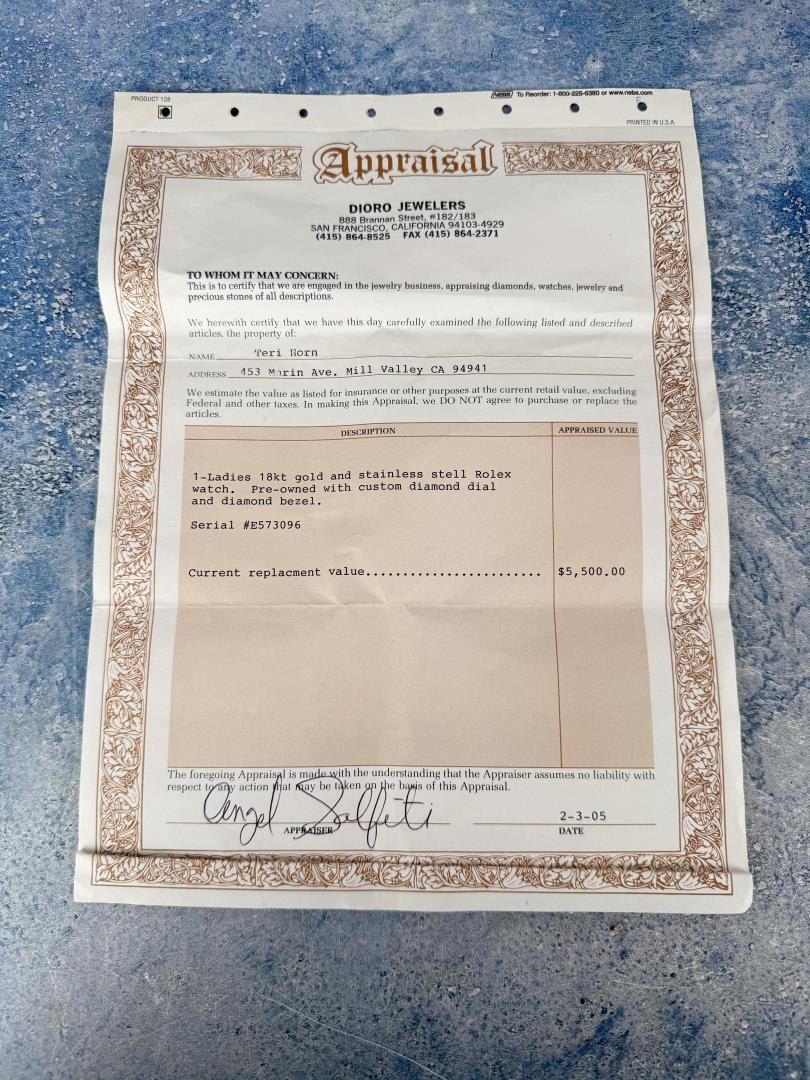 PRODUCT 128
NEBS To Reorder: 1-800-225-6380 or www.nebs.com
PRINTED IN U.S.A.
Appraisal
DIORO JEWELERS
888 Brannan Street, #182/183
SAN FRANCISCO, CALIFORNIA 94103-4929
(415) 864-8525 FAX (415) 864-2371
TO WHOM IT MAY CONCERN:
This is to certify that we are engaged in the jewelry business, appraising diamonds, watches, jewelry and
precious stones of all descriptions.
We herewith certify that we have this day carefully examined the following listed and described
articles, the property of:
NAME Teri Horn
ADDRESS 453 Marin Ave. Mill Valley CA 94941
We estimate the value as listed for insurance or other purposes at the current retail value, excluding
Federal and other taxes. In making this Appraisal, we DO NOT agree to purchase or replace the
articles.
DESCRIPTION APPRAISED VALUE
1-Ladies 18kt gold and stainless stell Rolex
watch. Pre-owned with custom diamond dial
and diamond bezel.
Serial #E573096
Current replacment value........................ $5,500.00
The foregoing Appraisal is made with the understanding that the Appraiser assumes no liability with
respect to any action that may be taken on the basis of this Appraisal.
Angel
2-3-05
APPRAISER DATE